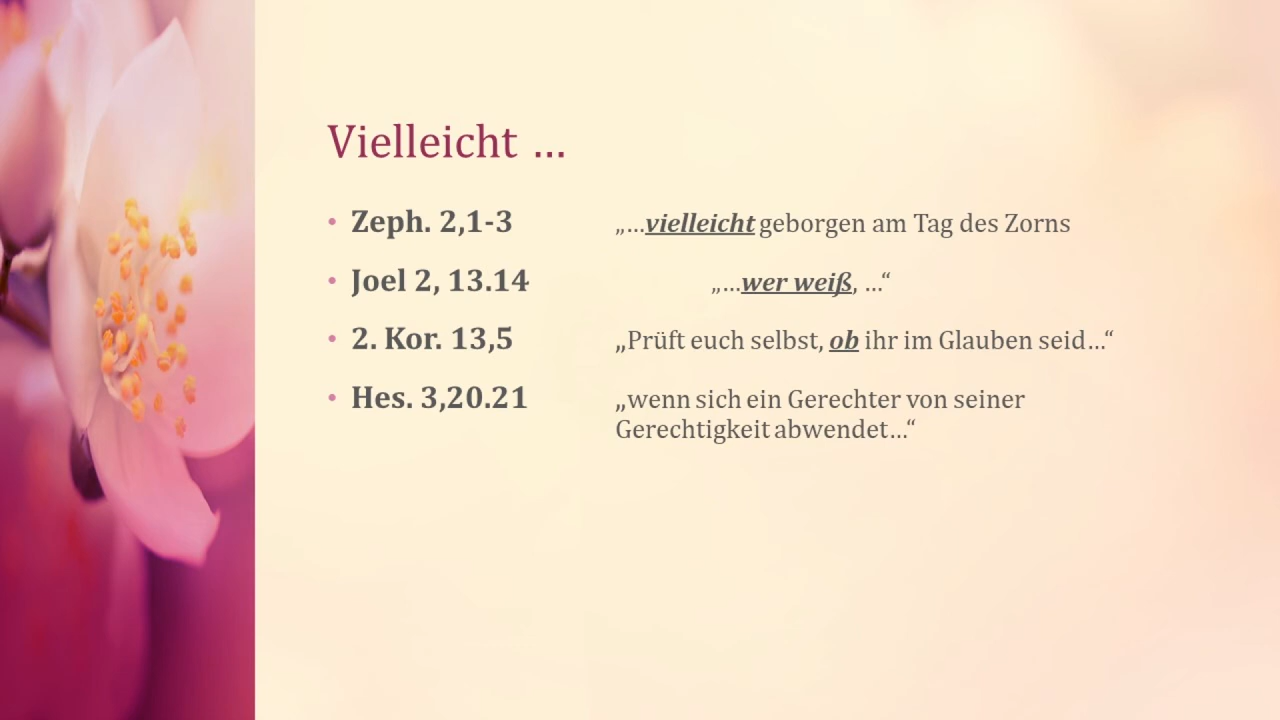 Vielleicht …
• Zeph. 2,1-3 „…vielleicht geborgen am Tag des Zorns
• Joel 2, 13.14 „…wer weiß, …“
• 2. Kor. 13,5 „Prüft euch selbst, ob ihr im Glauben seid…“
• Hes. 3,20.21 „wenn sich ein Gerechter von seiner
Gerechtigkeit abwendet…“